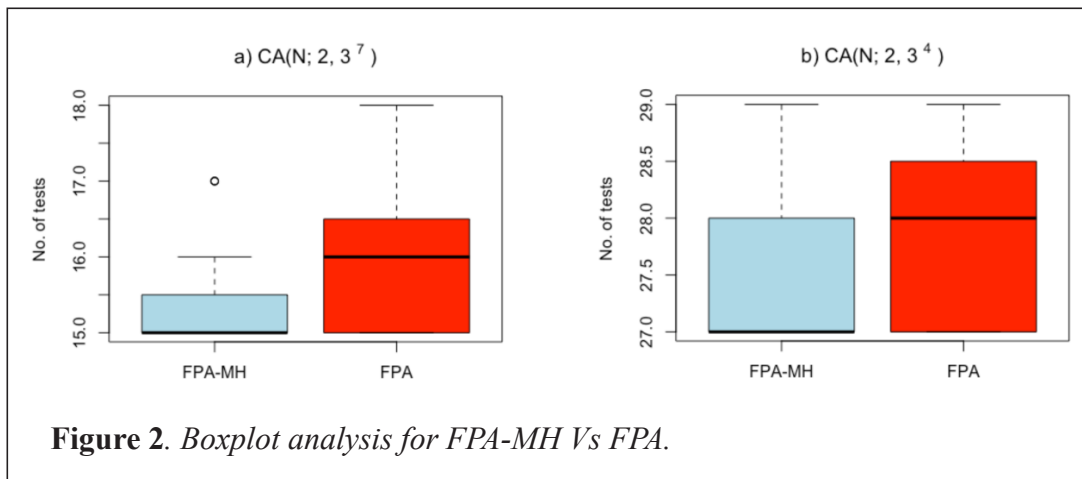 a) CA(N; 2, 3 ⁷ )
No. of tests
18.0
17.0
16.0
15.0
FPA-MH
FPA
b) CA(N; 2, 3 ⁴ )
No. of tests
29.0
28.5
28.0
27.5
27.0
FPA-MH
FPA
Figure 2. Boxplot analysis for FPA-MH Vs FPA.